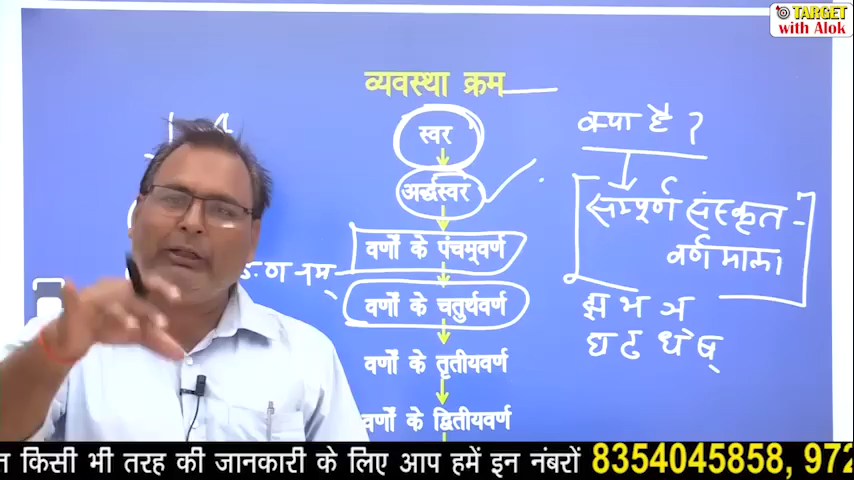 TARGET
with Alok
व्यवस्था क्रम
स्वर
क्या है ?
अर्द्धस्वर
सम्पूर्ण संस्कृत -
वर्ण माला
वर्णों के पंचमवर्ण
वर्णों के चतुर्थवर्ण
झ भ ञ
घ ढ ध ष्
वर्णों के तृतीयवर्ण
वर्णों के द्वितीयवर्ण
किसी भी तरह की जानकारी के लिए आप हमें इन नंबरों 8354045858, 972